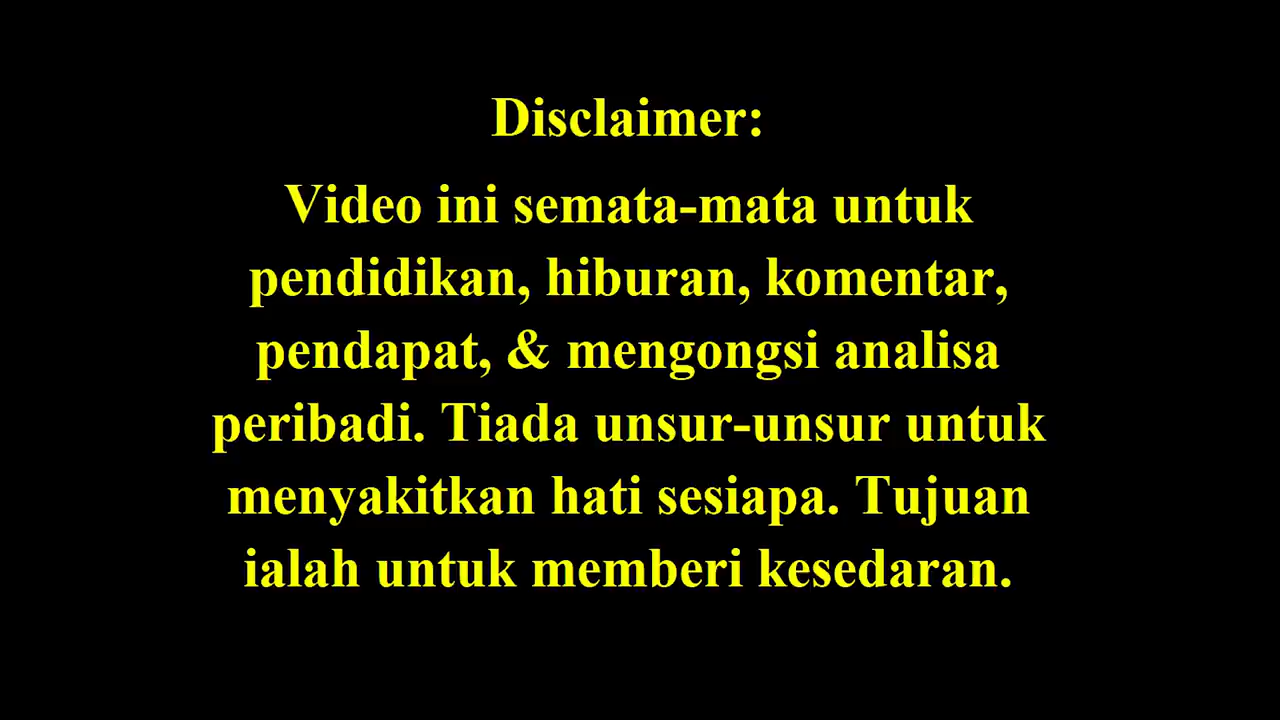 Disclaimer:
Video ini semata-mata untuk
pendidikan, hiburan, komentar,
pendapat, & mengongsi analisa
peribadi. Tiada unsur-unsur untuk
menyakitkan hati sesiapa. Tujuan
ialah untuk memberi kesedaran.